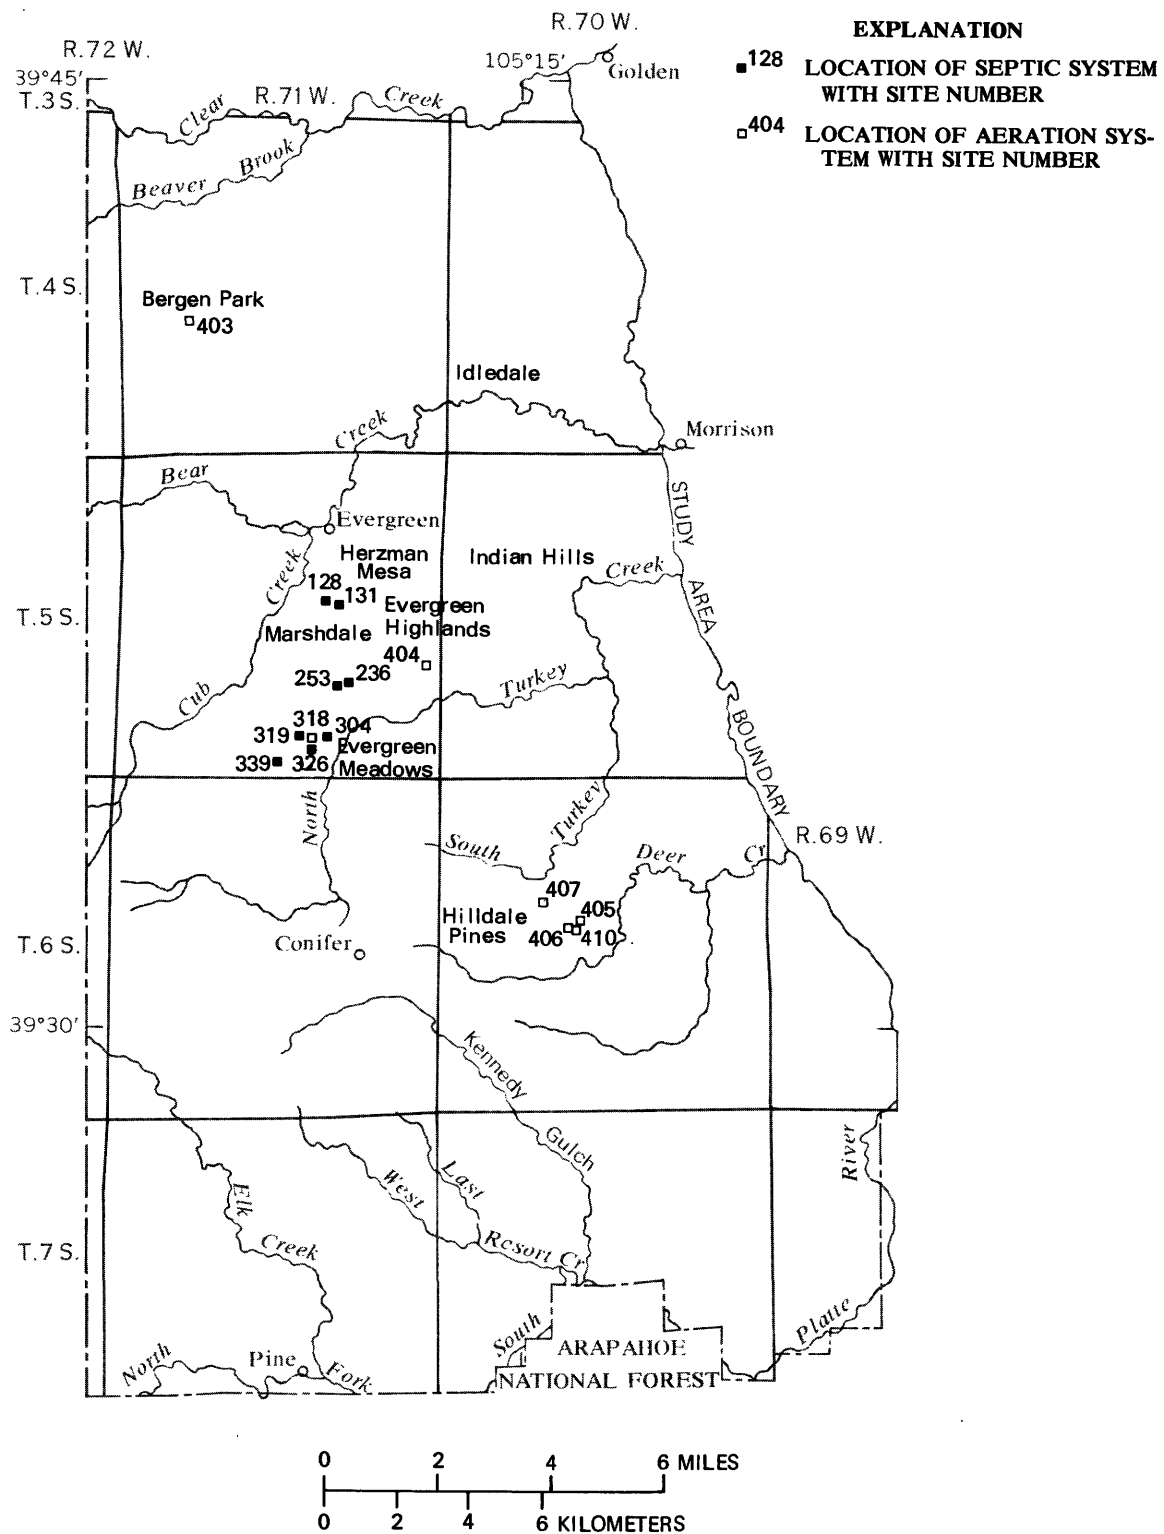 R.70 W.
EXPLANATION
R.72 W.
105°15′
Golden
■128 LOCATION OF SEPTIC SYSTEM
WITH SITE NUMBER
39°45′
T.3 S.
R.71 W.
Clear
Creek
□404 LOCATION OF AERATION SYS-
TEM WITH SITE NUMBER
Beaver Brook
T.4 S.
Bergen Park
403
Idledale
Creek
Morrison
Bear
STUDY
Evergreen
Herzman
Mesa
Indian Hills
Creek
Creek
128
131
AREA
Evergreen
Highlands
T.5 S.
Marshdale
404
253
236
Turkey
Cub
BOUNDARY
318
319
304
Evergreen
Meadows
339
326
North
Turkey
South
Deer
Cr
R.69 W.
407
405
Hilldale
Pines
406
410
T.6 S.
Conifer
39°30′
Kennedy
Gulch
River
West
Last
Elk
Creek
Resort Cr
T.7 S.
Platte
South
ARAPAHOE
NATIONAL FOREST
North
Pine
Fork
0 2 4 6 MILES
0 2 4 6 KILOMETERS